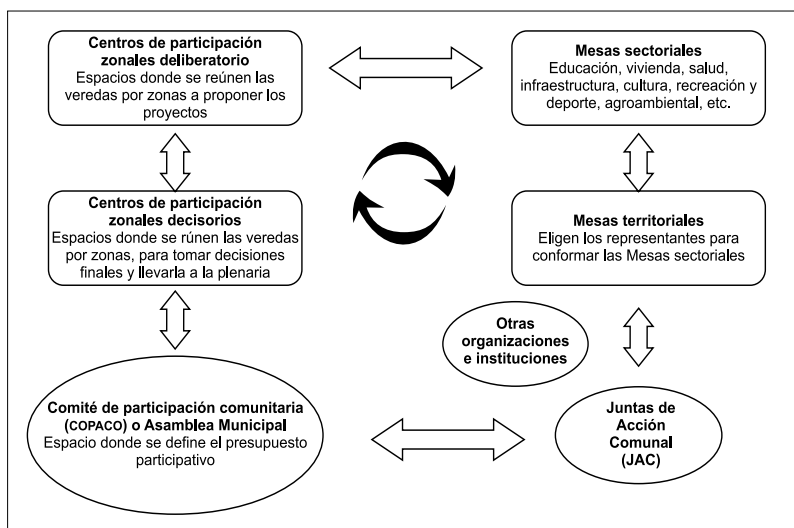 Centros de participación
zonales deliberatorio
Espacios donde se reúnen las
veredas por zonas a proponer los
proyectos
Mesas sectoriales
Educación, vivienda, salud,
infraestructura, cultura, recreación y
deporte, agroambiental, etc.
Centros de participación
zonales decisorios
Espacios donde se rúnen las veredas
por zonas, para tomar decisiones
finales y llevarla a la plenaria
Mesas territoriales
Eligen los representantes para
conformar las Mesas sectoriales
Otras
organizaciones
e instituciones
Comité de participación comunitaria
(COPACO) o Asamblea Municipal
Espacio donde se define el presupuesto
participativo
Juntas de
Acción
Comunal
(JAC)